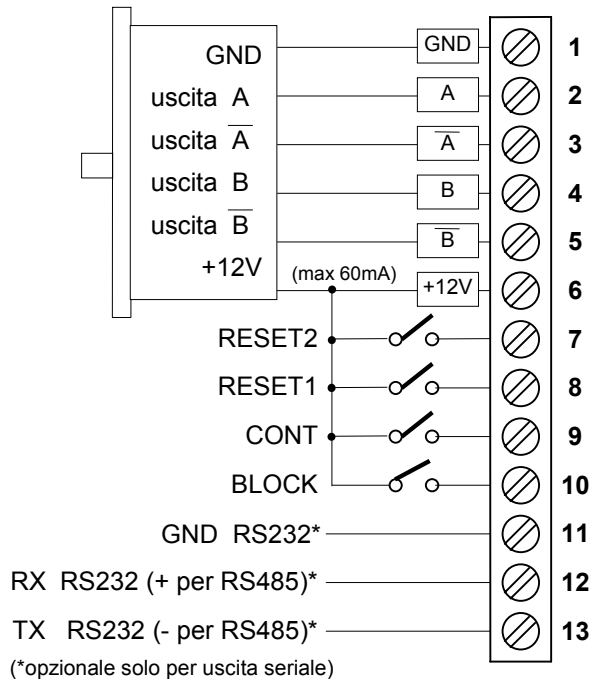 GND GND 1
uscita A A 2
uscita A̅ A̅ 3
uscita B B 4
uscita B̅ B̅ 5
+12V (max 60mA) +12V 6
RESET2 7
RESET1 8
CONT 9
BLOCK 10
GND RS232* 11
RX RS232 (+ per RS485)* 12
TX RS232 (- per RS485)* 13
(*opzionale solo per uscita seriale)